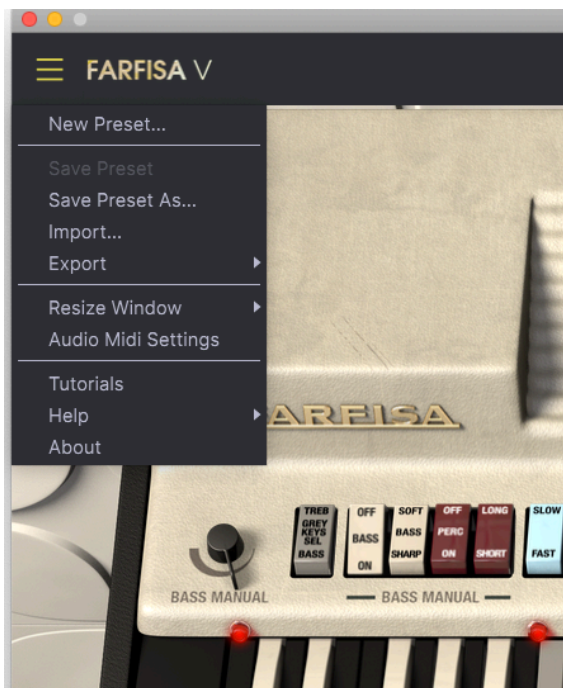 FARFISA V
New Preset...
Save Preset
Save Preset As...
Import...
Export
Resize Window
Audio Midi Settings
Tutorials
Help
About
ARFISA
TREB
GREY
KEYS
SEL
BASS
OFF
BASS
ON
SOFT
BASS
SHARP
OFF
PERC
ON
LONG
SHORT
SLOW
FAST
BASS MANUAL
BASS MANUAL